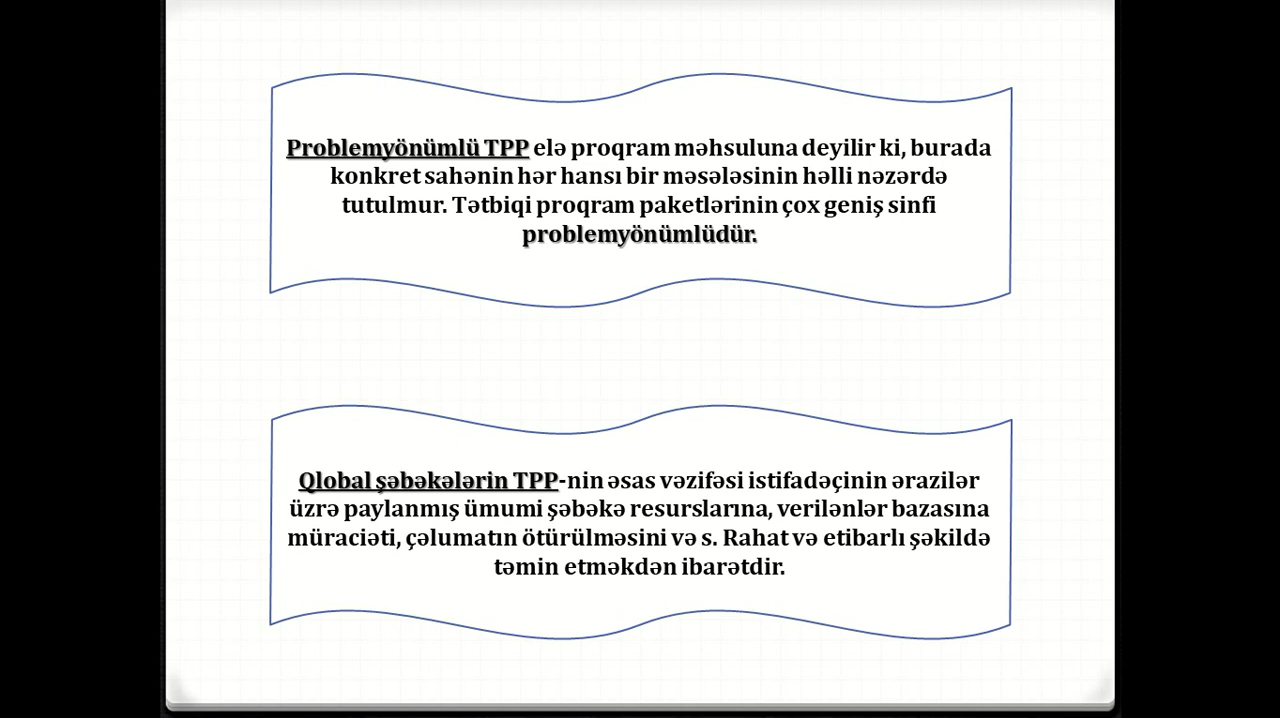 Problemyönümlü TPP elə proqram məhsuluna deyilir ki, burada
konkret sahənin hər hansı bir məsələsinin həlli nəzərdə
tutulmur. Tətbiqi proqram paketlərinin çox geniş sinfi
problemyönümlüdür.
Qlobal şəbəkələrin TPP-nin əsas vəzifəsi istifadəçinin ərazilər
üzrə paylanmış ümumi şəbəkə resurslarına, verilənlər bazasına
müraciəti, çəlumatın ötürülməsini və s. Rahat və etibarlı şəkildə
təmin etməkdən ibarətdir.